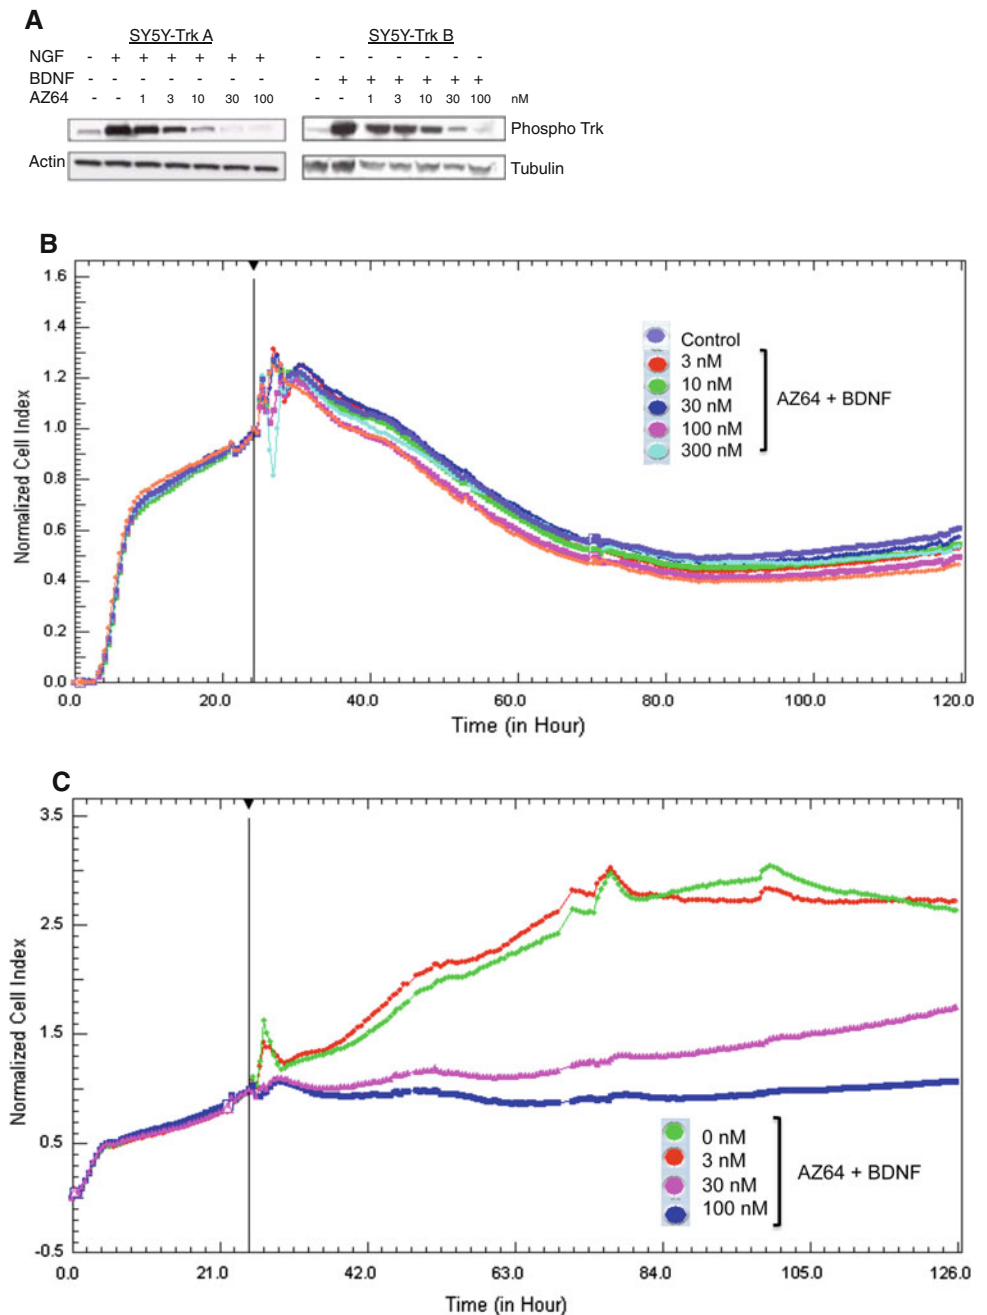 A
SY5Y-Trk A SY5Y-Trk B
NGF - + + + + + + - - - - - - -
BDNF - - - - - - - - + + + + + +
AZ64 - - 1 3 10 30 100 - - 1 3 10 30 100 nM
Phospho Trk
Actin Tubulin
B
Normalized Cell Index
1.6
1.4
1.2
1.0
0.8
0.6
0.4
0.2
0.0
Control
3 nM
10 nM
30 nM
100 nM
300 nM
AZ64 + BDNF
0.0 20.0 40.0 60.0 80.0 100.0 120.0
Time (in Hour)
C
Normalized Cell Index
3.5
2.5
1.5
0.5
-0.5
0 nM
3 nM
30 nM
100 nM
AZ64 + BDNF
0.0 21.0 42.0 63.0 84.0 105.0 126.0
Time (in Hour)